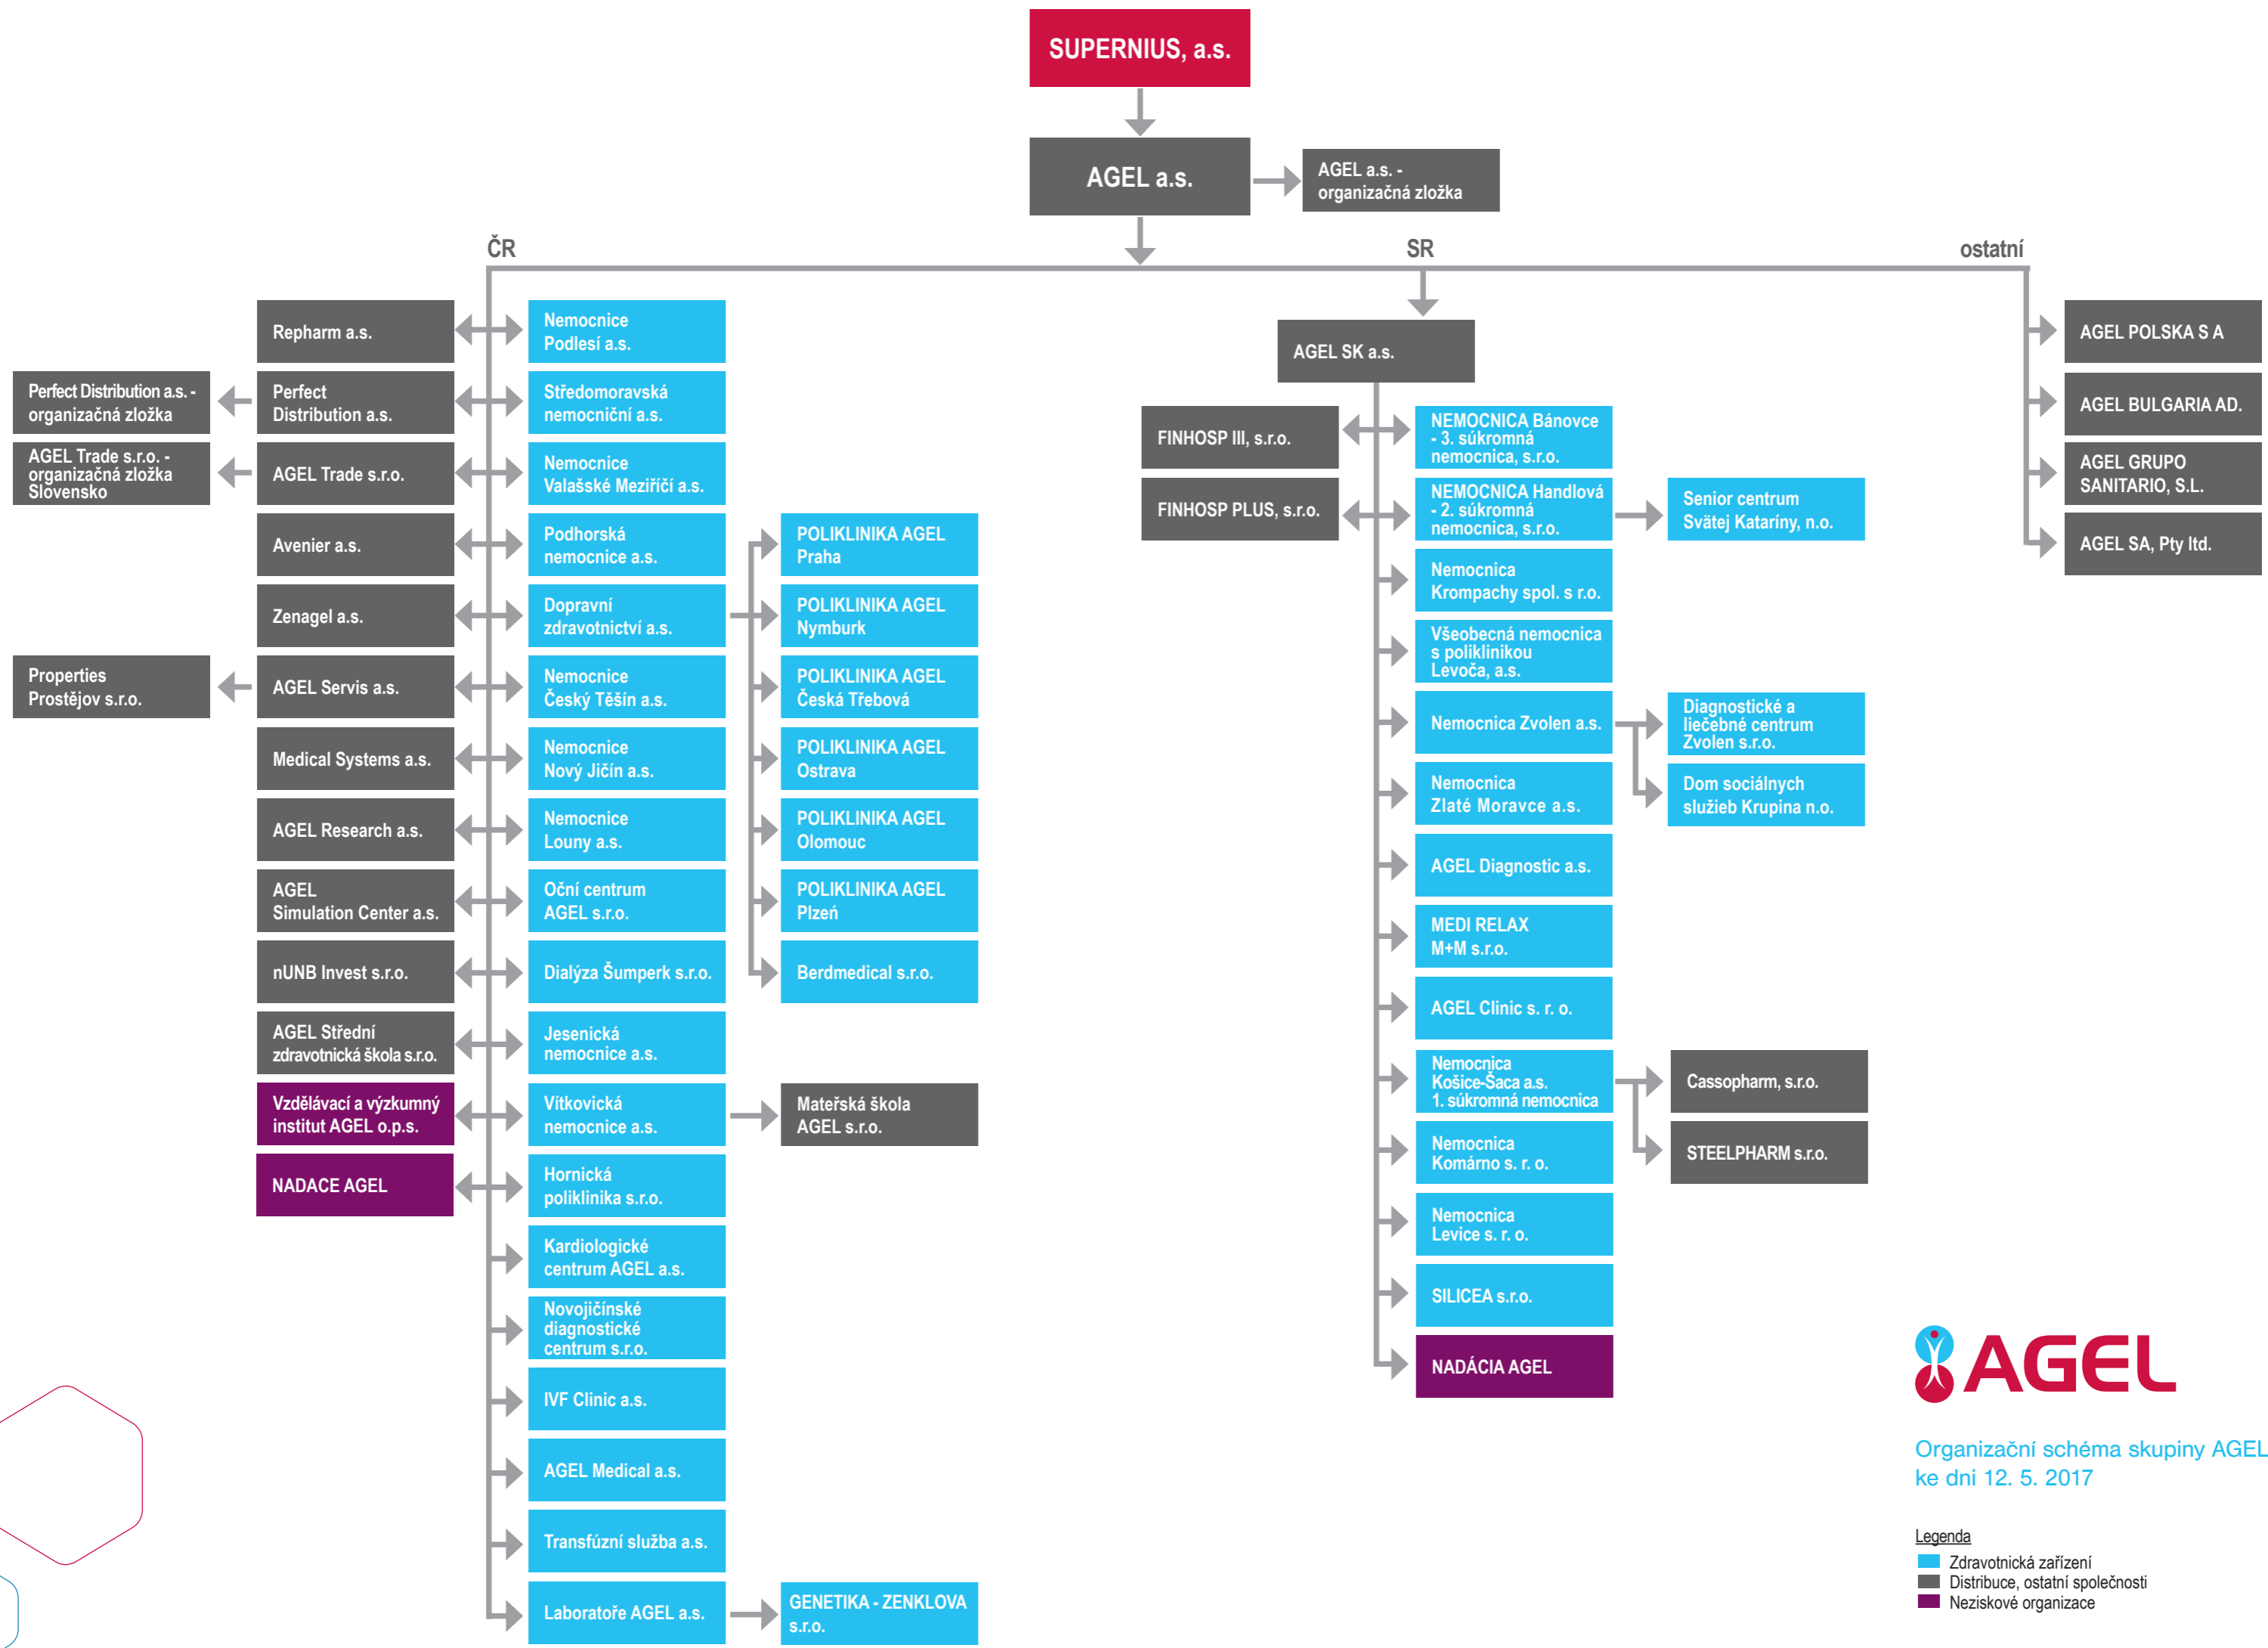 SUPERNIUS, a.s.
AGEL a.s.
AGEL a.s. -
organizačná zložka
ČR
SR
ostatní
Repharm a.s.
Perfect Distribution a.s. -
organizačná zložka
Perfect
Distribution a.s.
AGEL Trade s.r.o. -
organizačná zložka
Slovensko
AGEL Trade s.r.o.
Avenier a.s.
Zenagel a.s.
Properties
Prostějov s.r.o.
AGEL Servis a.s.
Medical Systems a.s.
AGEL Research a.s.
AGEL
Simulation Center a.s.
nUNB Invest s.r.o.
AGEL Střední
zdravotnická škola s.r.o.
Vzdělávací a výzkumný
institut AGEL o.p.s.
NADACE AGEL
Nemocnice
Podlesí a.s.
Středomoravská
nemocniční a.s.
Nemocnice
Valašské Meziříčí a.s.
Podhorská
nemocnice a.s.
Dopravní
zdravotnictví a.s.
Nemocnice
Český Těšín a.s.
Nemocnice
Nový Jičín a.s.
Nemocnice
Louny a.s.
Oční centrum
AGEL s.r.o.
Dialýza Šumperk s.r.o.
Jesenická
nemocnice a.s.
Vítkovická
nemocnice a.s.
Hornická
poliklinika s.r.o.
Kardiologické
centrum AGEL a.s.
Novojičínské
diagnostické
centrum s.r.o.
IVF Clinic a.s.
AGEL Medical a.s.
Transfúzní služba a.s.
Laboratoře AGEL a.s.
POLIKLINIKA AGEL
Praha
POLIKLINIKA AGEL
Nymburk
POLIKLINIKA AGEL
Česká Třebová
POLIKLINIKA AGEL
Ostrava
POLIKLINIKA AGEL
Olomouc
POLIKLINIKA AGEL
Plzeń
Berdmedical s.r.o.
Mateřská škola
AGEL s.r.o.
GENETIKA - ZENKLOVA
s.r.o.
AGEL SK a.s.
FINHOSP III, s.r.o.
FINHOSP PLUS, s.r.o.
NEMOCNICA Bánovce
- 3. súkromná
nemocnica, s.r.o.
NEMOCNICA Handlová
- 2. súkromná
nemocnica, s.r.o.
Nemocnica
Krompachy spol. s r.o.
Všeobecná nemocnica
s poliklinikou
Levoča, a.s.
Nemocnica Zvolen a.s.
Nemocnica
Zlaté Moravce a.s.
AGEL Diagnostic a.s.
MEDI RELAX
M+M s.r.o.
AGEL Clinic s. r. o.
Nemocnica
Košice-Šaca a.s.
1. súkromná nemocnica
Nemocnica
Komárno s. r. o.
Nemocnica
Levice s. r. o.
SILICEA s.r.o.
NADÁCIA AGEL
Senior centrum
Svätej Kataríny, n.o.
Diagnostické a
liečebné centrum
Zvolen s.r.o.
Dom sociálnych
služieb Krupina n.o.
Cassopharm, s.r.o.
STEELPHARM s.r.o.
AGEL POLSKA S A
AGEL BULGARIA AD.
AGEL GRUPO
SANITARIO, S.L.
AGEL SA, Pty ltd.
AGEL
Organizační schéma skupiny AGEL
ke dni 12. 5. 2017
Legenda
Zdravotnická zařízení
Distribuce, ostatní společnosti
Neziskové organizace